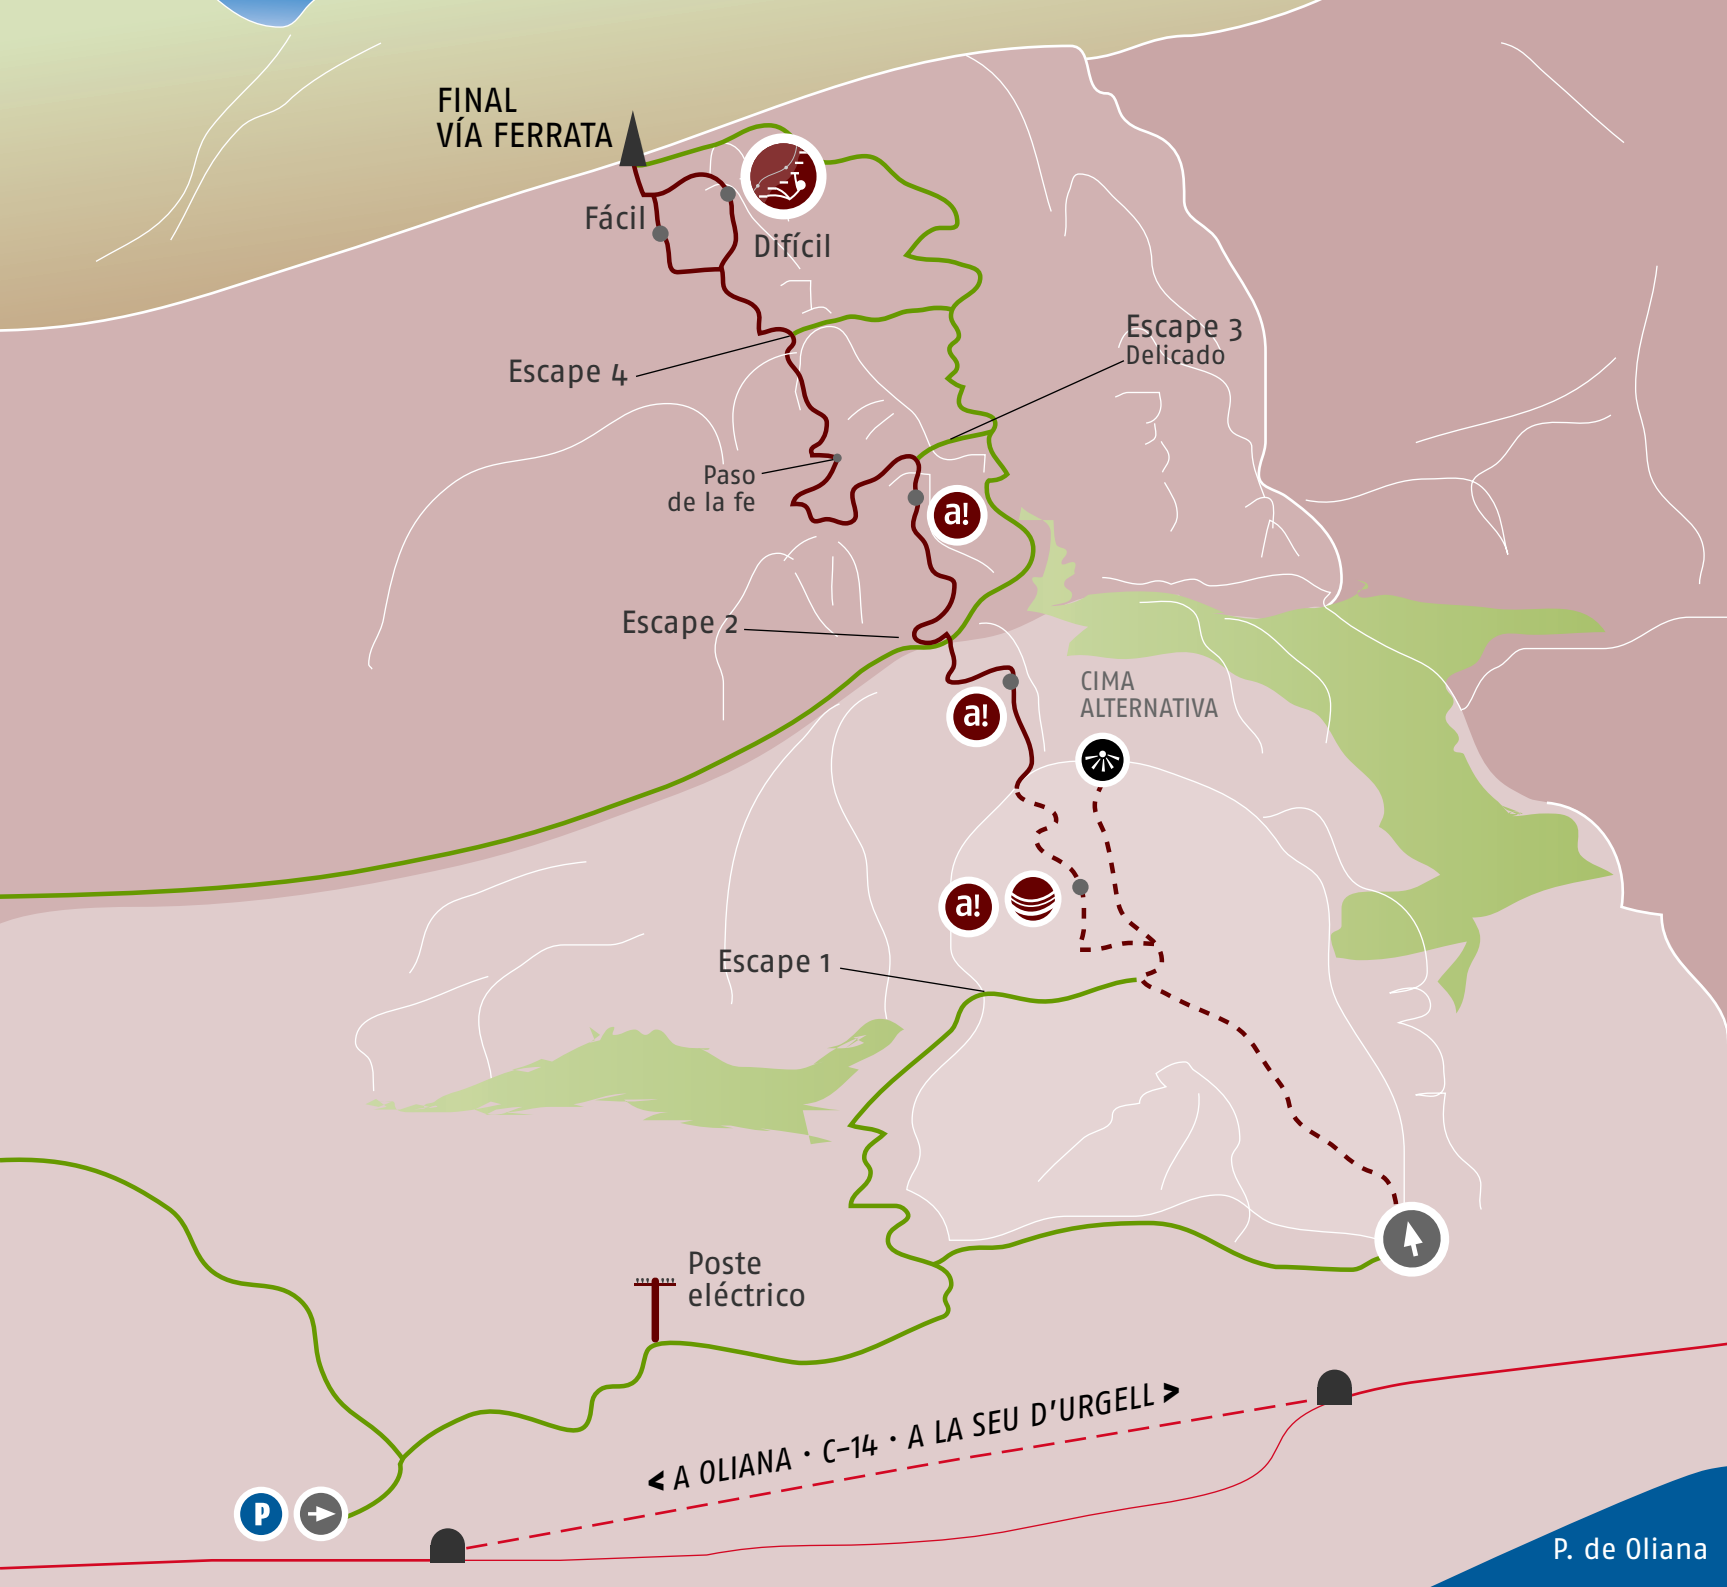 FINAL
VÍA FERRATA
Fácil
Difícil
Escape 3
Delicado
Escape 4
Paso
de la fe
a!
Escape 2
CIMA
ALTERNATIVA
a!
a!
Escape 1
Poste
eléctrico
< A OLIANA · C-14 · A LA SEU D'URGELL >
P
P. de Oliana